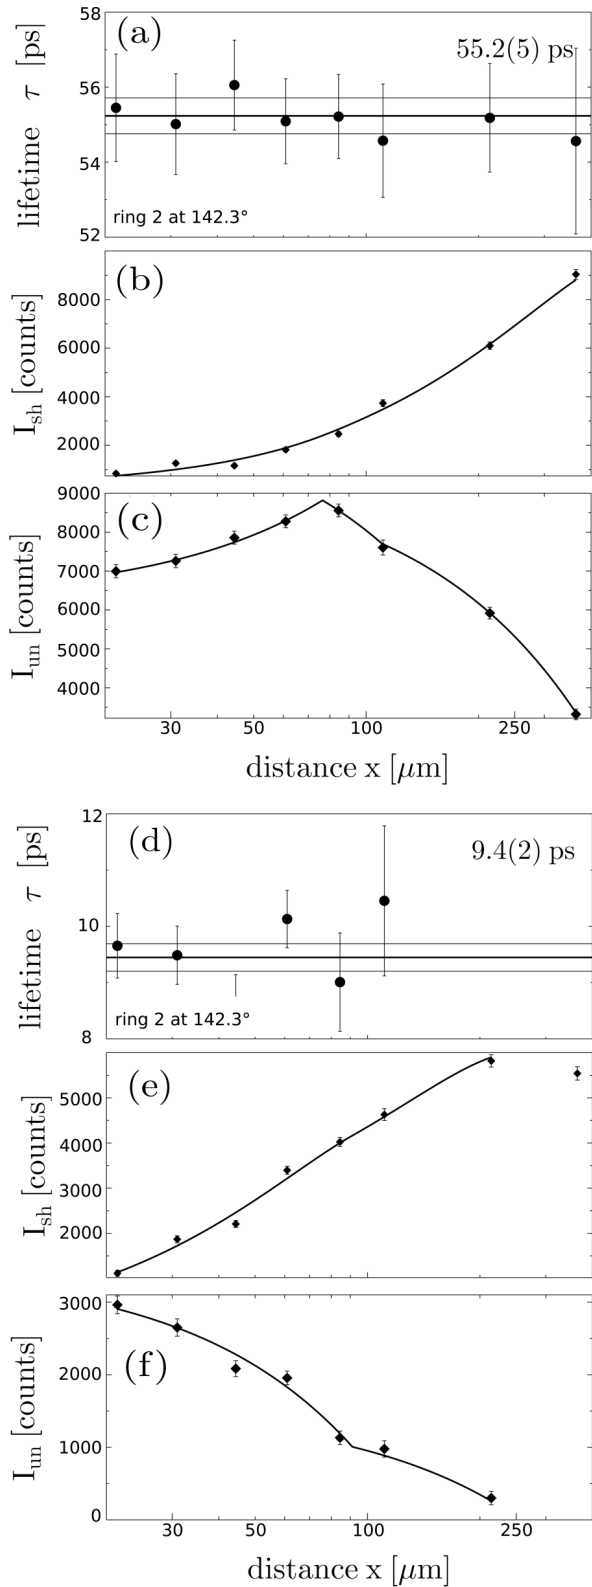 58
(a)
55.2(5) ps
56
54
52
lifetime τ [ps]
ring 2 at 142.3°
(b)
8000
6000
4000
2000
I_sh [counts]
(c)
9000
8000
7000
6000
5000
4000
I_un [counts]
30 50 100 250
distance x [μm]
12
(d)
9.4(2) ps
10
8
lifetime τ [ps]
ring 2 at 142.3°
(e)
5000
4000
3000
2000
I_sh [counts]
3000
(f)
2000
1000
0
I_un [counts]
30 50 100 250
distance x [μm]